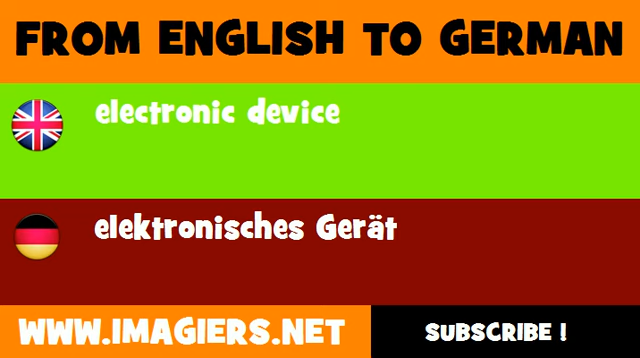 FROM ENGLISH TO GERMAN
electronic device
elektronisches Gerät
WWW.IMAGIERS.NET
SUBSCRIBE !